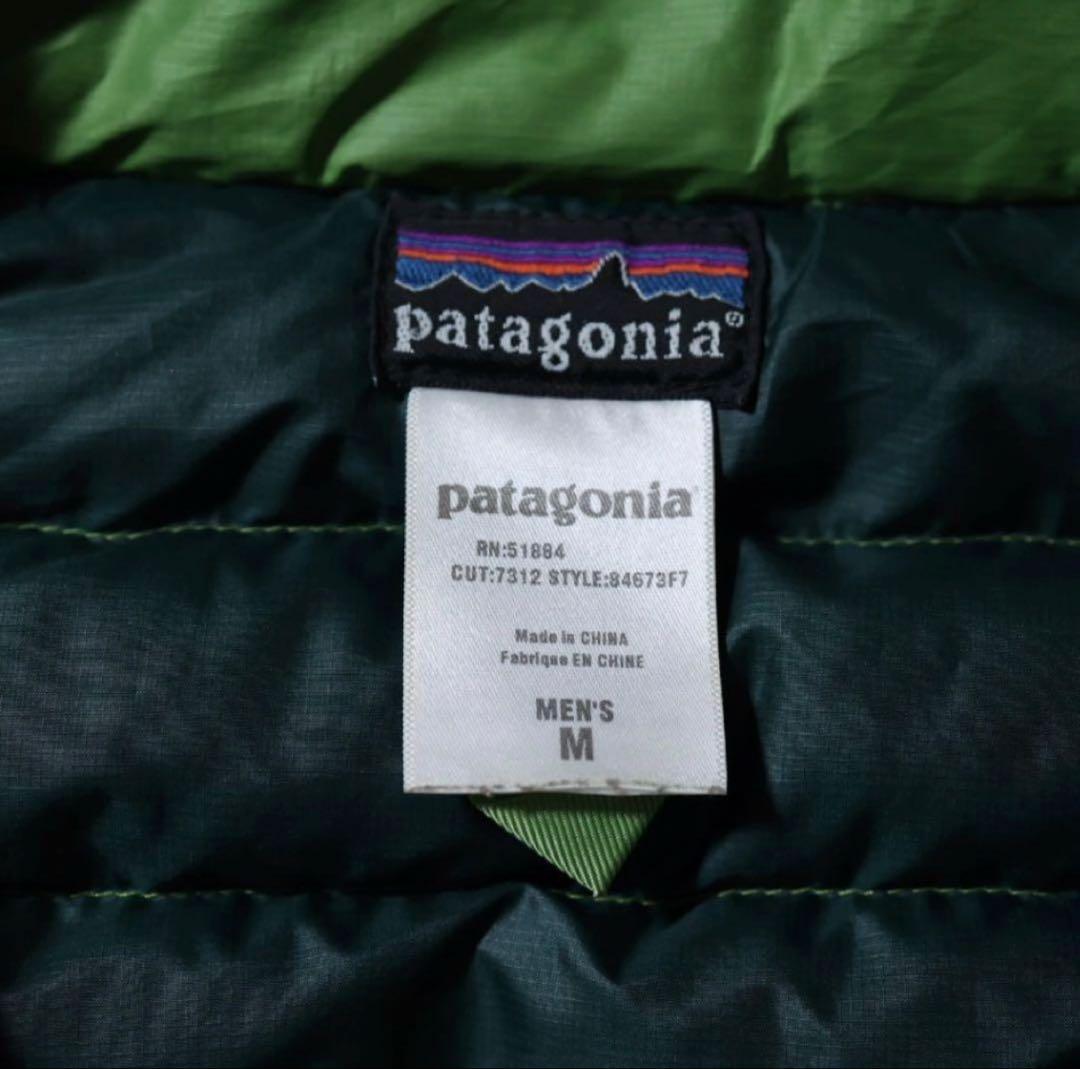 patagonia®
patagonia
RN:51884
CUT:7312 STYLE:84673F7
Made in CHINA
Fabrique EN CHINE
MEN'S
M